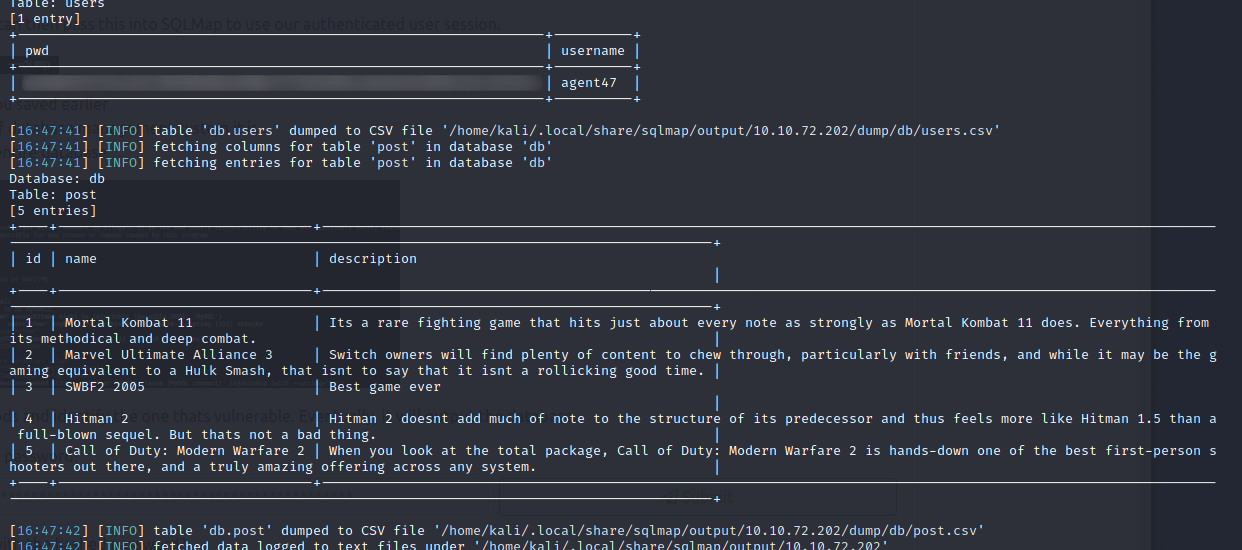 Table: users
[1 entry]
| pwd | username |
| | agent47 |
[16:47:41] [INFO] table 'db.users' dumped to CSV file '/home/kali/.local/share/sqlmap/output/10.10.72.202/dump/db/users.csv'
[16:47:41] [INFO] fetching columns for table 'post' in database 'db'
[16:47:41] [INFO] fetching entries for table 'post' in database 'db'
Database: db
Table: post
[5 entries]
| id | name | description
|
| 1 | Mortal Kombat 11 | Its a rare fighting game that hits just about every note as strongly as Mortal Kombat 11 does. Everything from
its methodical and deep combat. |
| 2 | Marvel Ultimate Alliance 3 | Switch owners will find plenty of content to chew through, particularly with friends, and while it may be the g
aming equivalent to a Hulk Smash, that isnt to say that it isnt a rollicking good time. |
| 3 | SWBF2 2005 | Best game ever
|
| 4 | Hitman 2 | Hitman 2 doesnt add much of note to the structure of its predecessor and thus feels more like Hitman 1.5 than a
full-blown sequel. But thats not a bad thing. |
| 5 | Call of Duty: Modern Warfare 2 | When you look at the total package, Call of Duty: Modern Warfare 2 is hands-down one of the best first-person s
hooters out there, and a truly amazing offering across any system. |
[16:47:42] [INFO] table 'db.post' dumped to CSV file '/home/kali/.local/share/sqlmap/output/10.10.72.202/dump/db/post.csv'
[16:47:42] [INFO] fetched data logged to text files under '/home/kali/.local/share/sqlmap/output/10.10.72.202'